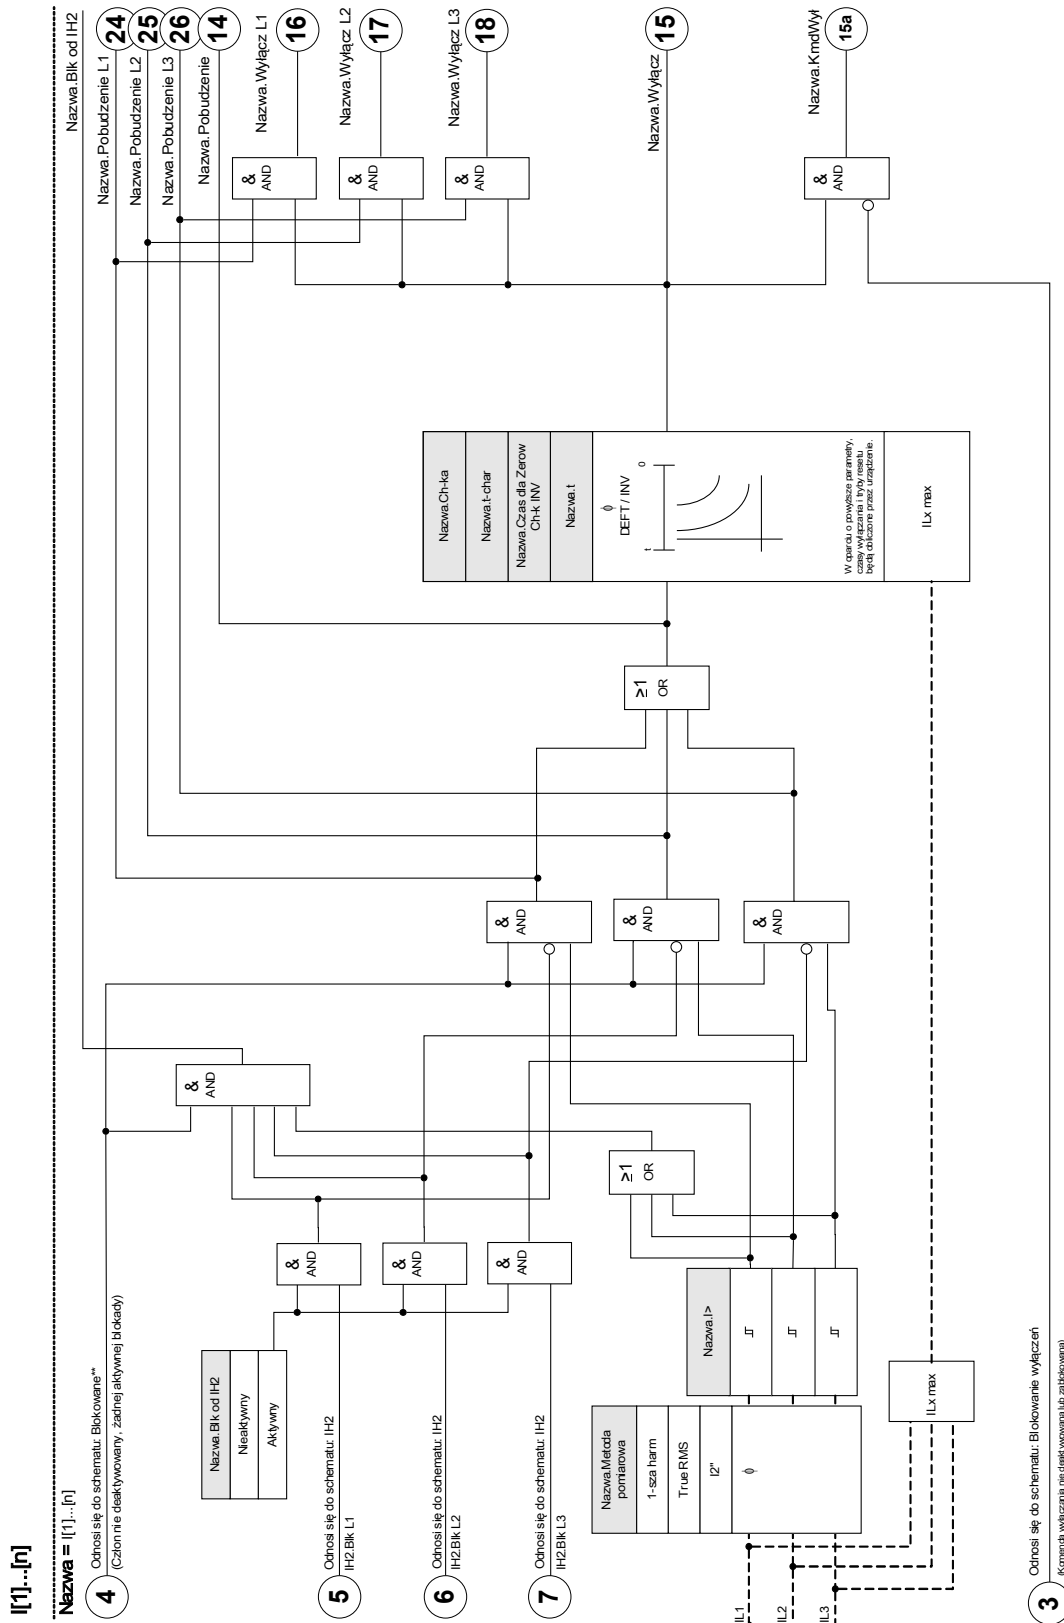 I[1]...[n]
Nazwa = I[1]...[n]
4
Odnosi się do schematu: Blokowane**
(Człon nie deaktywowany, żadnej aktywnej blokady)
Nazwa.Blk od IH2
Nieaktywny
Aktywny
5
Odnosi się do schematu: IH2
IH2.Blk L1
6
Odnosi się do schematu: IH2
IH2.Blk L2
7
Odnosi się do schematu: IH2
IH2.Blk L3
&
AND
&
AND
&
AND
&
AND
Nazwa.Metoda
pomiarowa
1-sza harm
True RMS
I2"
ϕ
IL1
IL2
IL3
Nazwa.I>
≥1
OR
ILx max
&
AND
&
AND
&
AND
≥1
OR
Nazwa.Ch-ka
Nazwa.t-char
Nazwa.Czas dla Zerow
Ch-k INV
Nazwa.t
ϕ
DEFT / INV
t
0
W oparciu o powyższe parametry,
czasy wyłączania i tryby resetu
będą obliczone przez urządzenie.
ILx max
&
AND
&
AND
&
AND
&
AND
Nazwa.Blk od IH2
Nazwa.Pobudzenie L1
24
Nazwa.Pobudzenie L2
25
Nazwa.Pobudzenie L3
26
Nazwa.Pobudzenie
14
Nazwa.Wyłącz L1
16
Nazwa.Wyłącz L2
17
Nazwa.Wyłącz L3
18
Nazwa.Wyłącz
15
Nazwa.KmdWył
15a
3
Odnosi się do schematu: Blokowanie wyłączeń
(Komenda wyłączania nie deaktywowana lub zablokowana)